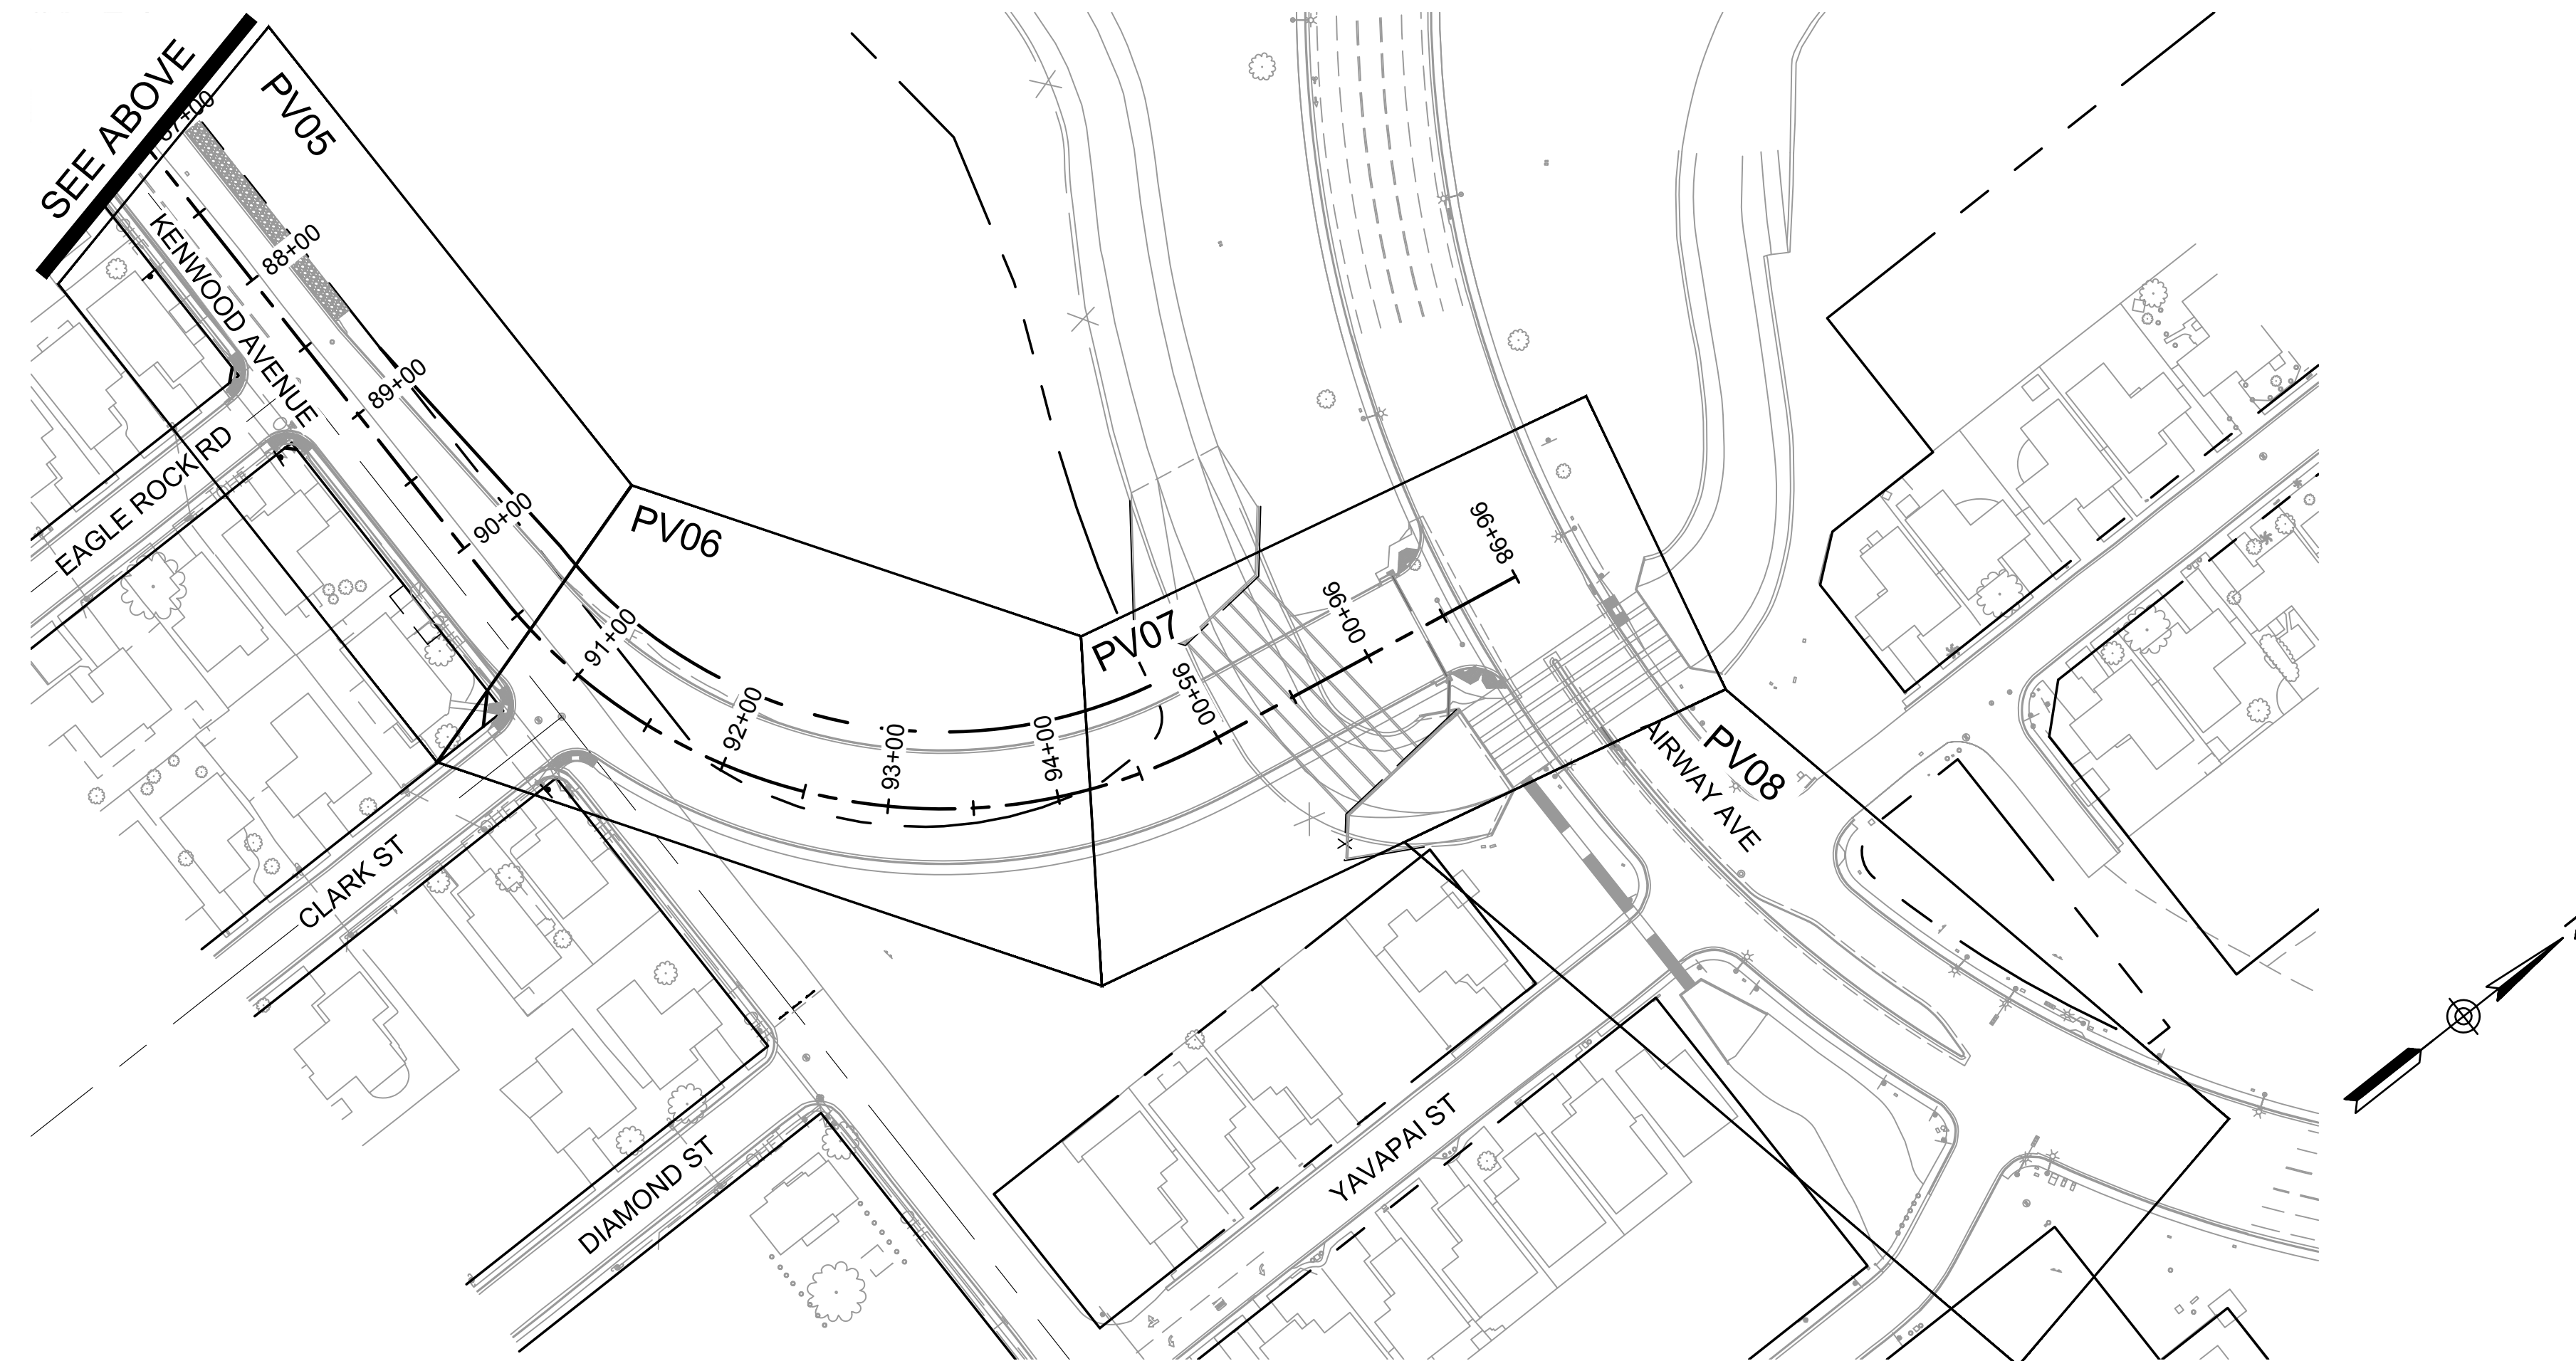 SEE ABOVE
PV05
KENWOOD AVENUE
88+00
89+00
EAGLE ROCK RD
90+00
PV06
91+00
92+00
93+00
94+00
PV07
95+00
96+00
96+98
PV08
AIRWAY AVE
CLARK ST
DIAMOND ST
YAVAPAI ST